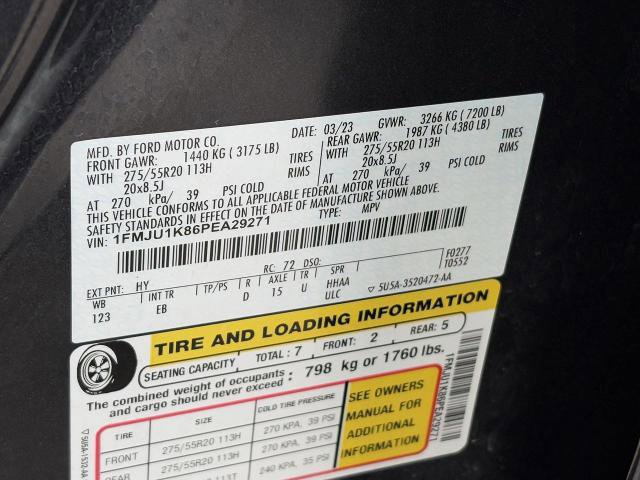 MFD. BY FORD MOTOR CO.
DATE: 03/23 GVWR: 3266 KG (7200 LB)
FRONT GAWR: 1440 KG (3175 LB) REAR GAWR: 1987 KG (4380 LB)
WITH 275/55R20 113H TIRES WITH 275/55R20 113H TIRES
20x8.5J RIMS 20x8.5J RIMS
AT 270 kPa/ 39 PSI COLD AT 270 kPa/ 39 PSI COLD
THIS VEHICLE CONFORMS TO ALL APPLICABLE FEDERAL MOTOR VEHICLE
SAFETY STANDARDS IN EFFECT ON THE DATE OF MANUFACTURE SHOWN ABOVE.
VIN: 1FMJU1K86PEA29271 TYPE: MPV
F0277
T0552
EXT PNT: HY RC: 72 DSO:
WB INT TR TP/PS R AXLE TR SPR
123 EB D 15 U HHAA
ULC ▽ 5U5A-3520472-AA
TIRE AND LOADING INFORMATION
SEATING CAPACITY TOTAL: 7 FRONT: 2 REAR: 5
The combined weight of occupants
and cargo should never exceed : 798 kg or 1760 lbs.
TIRE SIZE COLD TIRE PRESSURE
FRONT 275/55R20 113H 270 KPA, 39 PSI
REAR 275/55R20 113H 270 KPA, 39 PSI
113T 240 KPA, 35 PSI
SEE OWNERS
MANUAL FOR
ADDITIONAL
INFORMATION
1FMJU1K86PEA29271
▽5U5A-1532-AA